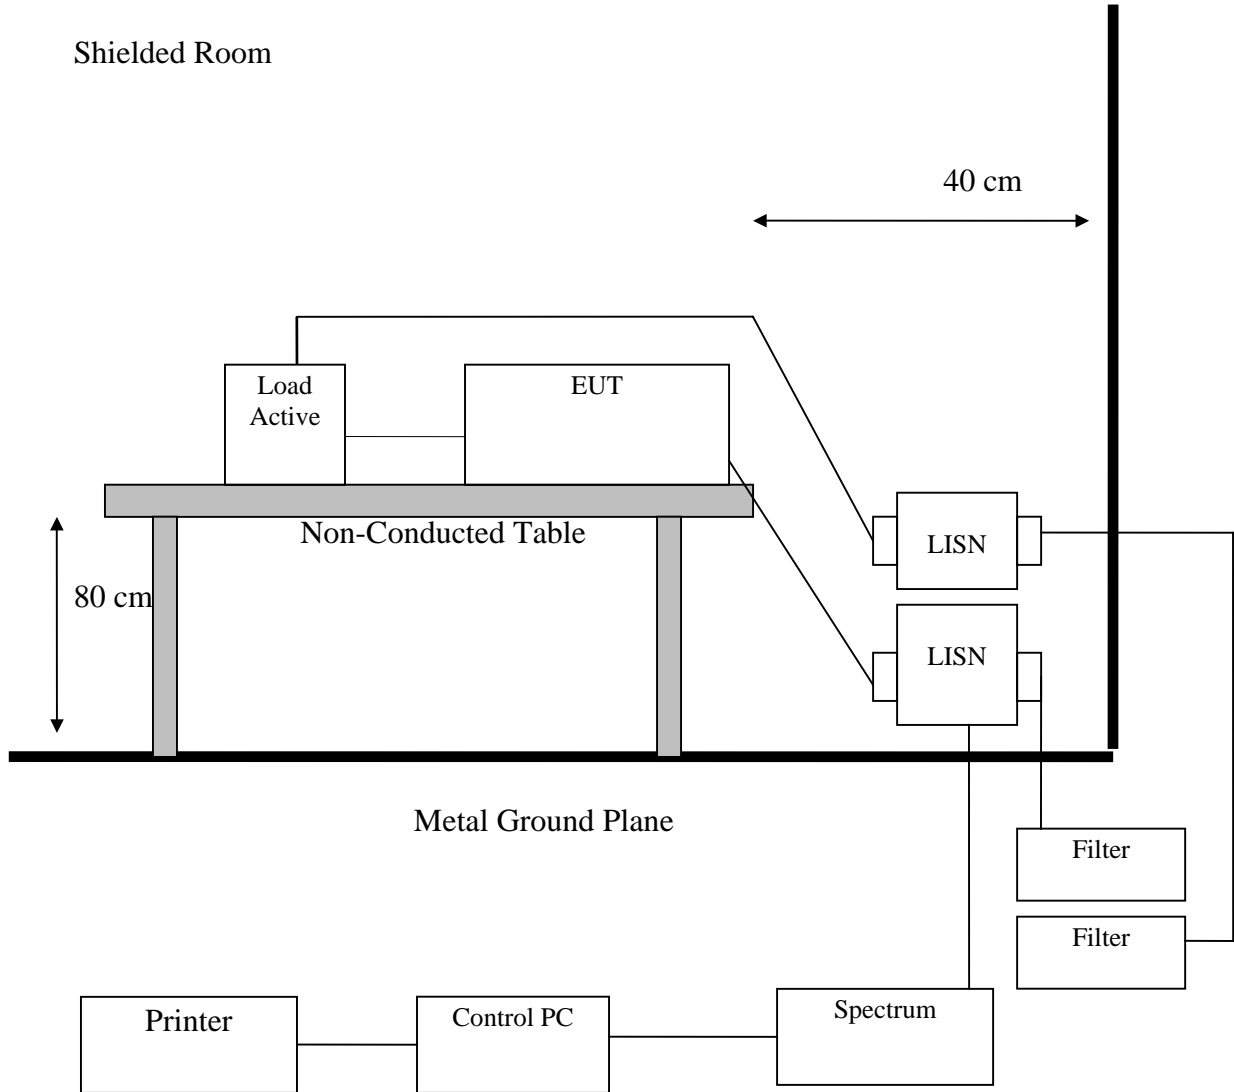 Shielded Room
40 cm
Load
Active
EUT
Non-Conducted Table
LISN
80 cm
LISN
Metal Ground Plane
Filter
Filter
Printer
Control PC
Spectrum